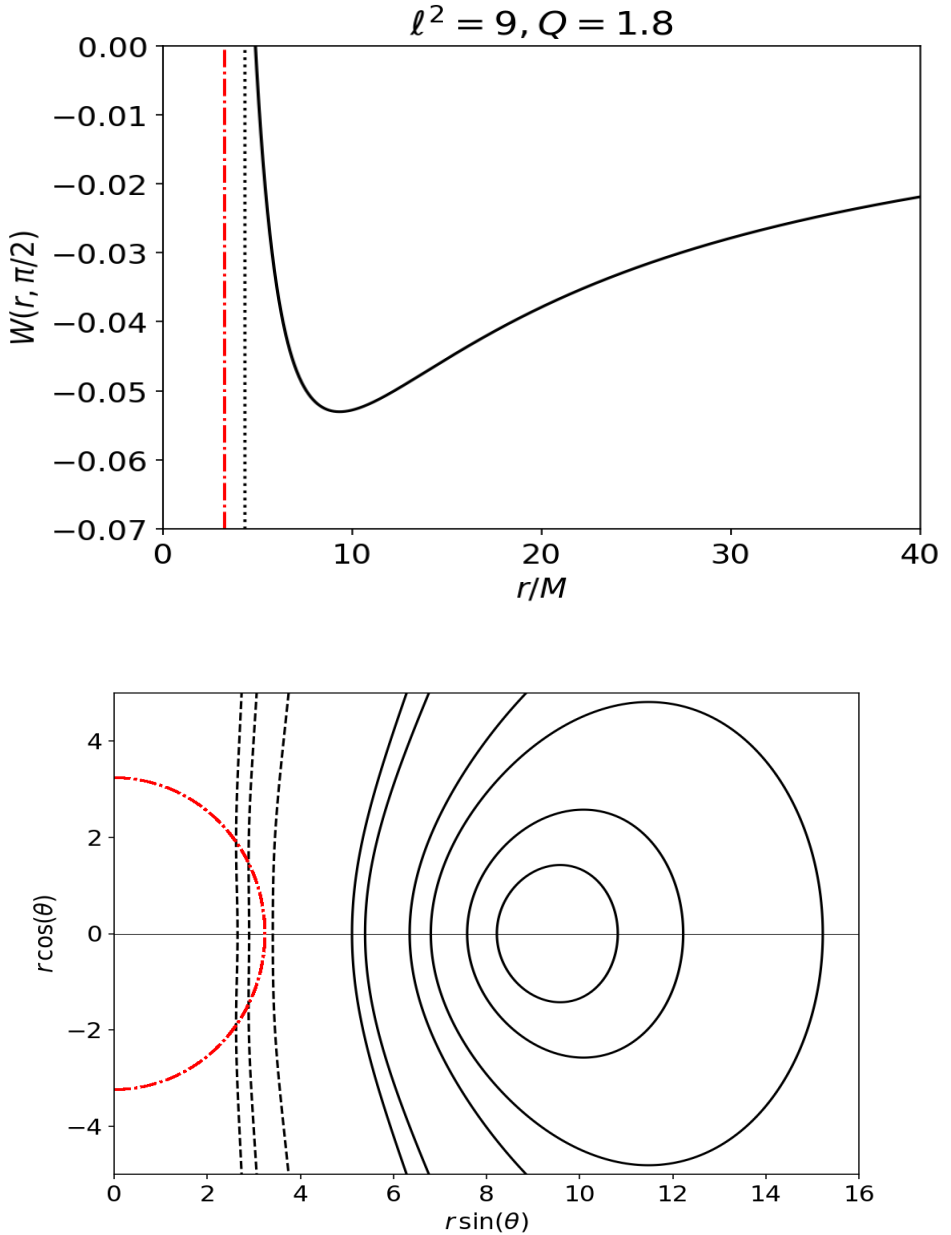 ℓ² = 9, Q = 1.8
0.00
−0.01
−0.02
−0.03
−0.04
−0.05
−0.06
−0.07
W(r, π/2)
0 10 20 30 40
r/M
4
2
0
−2
−4
r cos(θ)
0 2 4 6 8 10 12 14 16
r sin(θ)